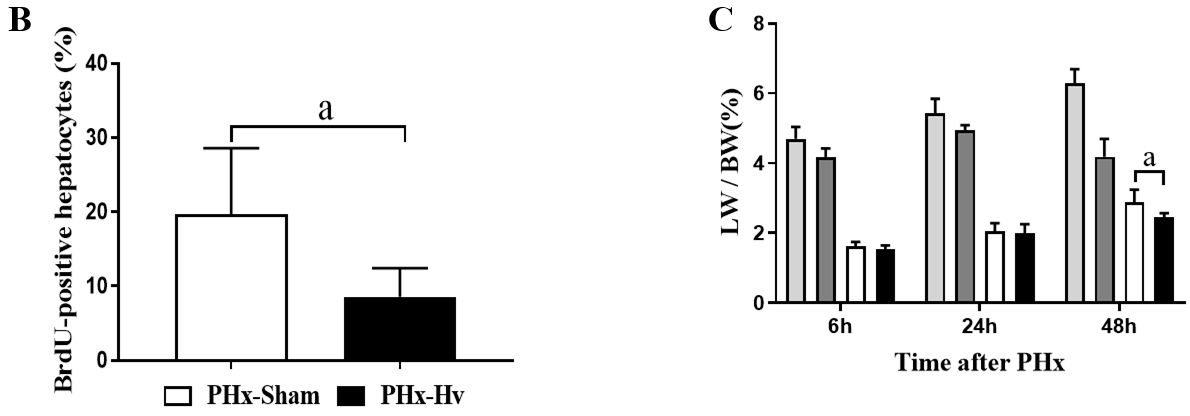 B
BrdU-positive hepatocytes (%)
40
30
20
10
0
a
PHx-Sham PHx-Hv
C
LW / BW(%)
8
6
4
2
0
a
6h 24h 48h
Time after PHx